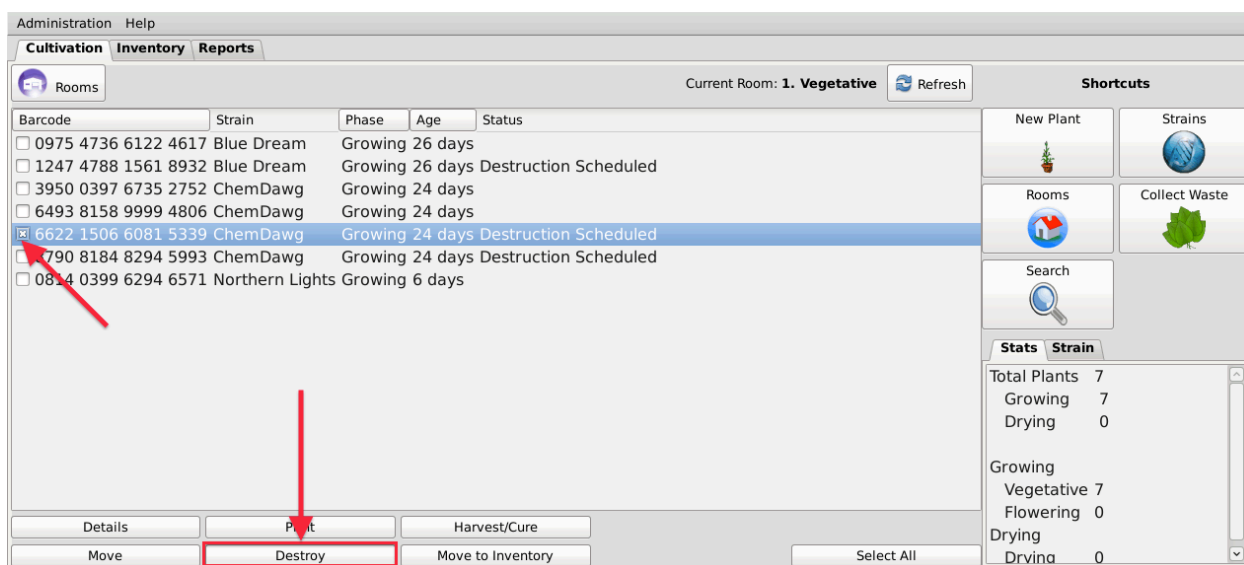 Administration Help
Cultivation Inventory Reports
Rooms Current Room: 1. Vegetative Refresh Shortcuts
Barcode Strain Phase Age Status
0975 4736 6122 4617 Blue Dream Growing 26 days
1247 4788 1561 8932 Blue Dream Growing 26 days Destruction Scheduled
3950 0397 6735 2752 ChemDawg Growing 24 days
6493 8158 9999 4806 ChemDawg Growing 24 days
6622 1506 6081 5339 ChemDawg Growing 24 days Destruction Scheduled
8184 8294 5993 ChemDawg Growing 24 days Destruction Scheduled
0814 0399 6294 6571 Northern Lights Growing 6 days
New Plant Strains
Rooms Collect Waste
Search
Stats Strain
Total Plants 7
Growing 7
Drying 0
Growing
Vegetative 7
Flowering 0
Drying
Drying 0
Details Print Harvest/Cure
Move Destroy Move to Inventory Select All